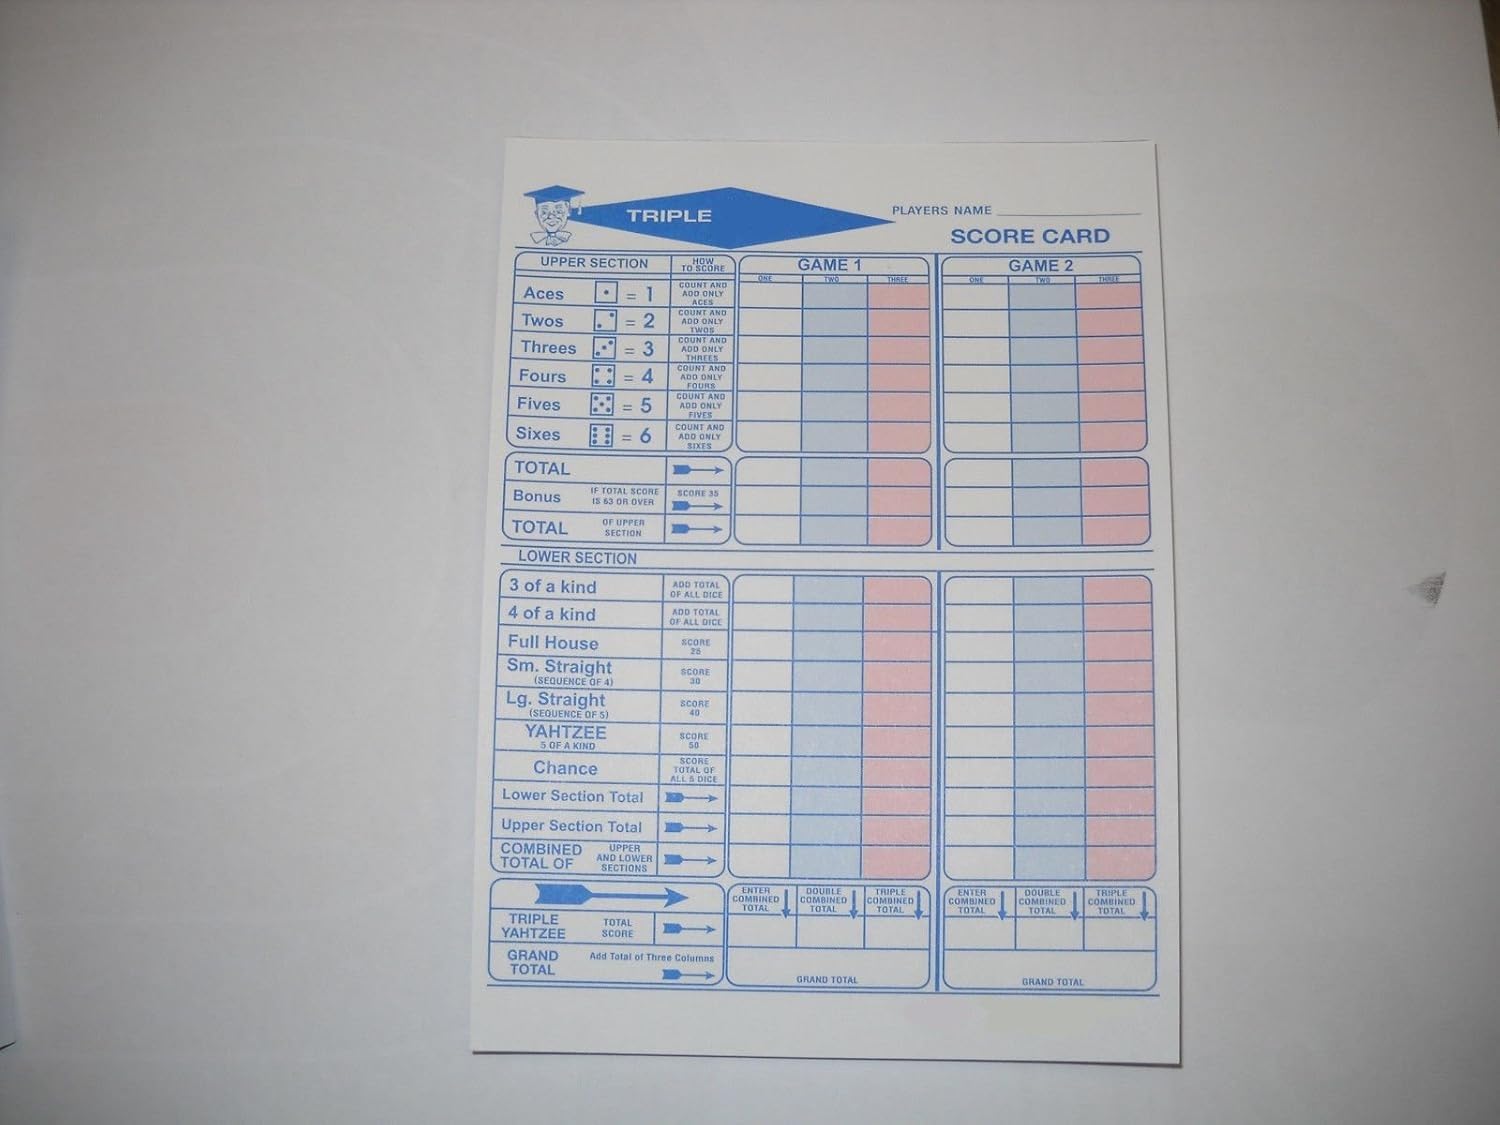 TRIPLE
PLAYERS NAME
SCORE CARD
UPPER SECTION HOW TO SCORE GAME 1 GAME 2
ONE TWO THREE ONE TWO THREE
Aces = 1 COUNT AND ADD ONLY ACES
Twos = 2 COUNT AND ADD ONLY TWOS
Threes = 3 COUNT AND ADD ONLY THREES
Fours = 4 COUNT AND ADD ONLY FOURS
Fives = 5 COUNT AND ADD ONLY FIVES
Sixes = 6 COUNT AND ADD ONLY SIXES
TOTAL
Bonus IF TOTAL SCORE IS 63 OR OVER SCORE 35
TOTAL OF UPPER SECTION
LOWER SECTION
3 of a kind ADD TOTAL OF ALL DICE
4 of a kind ADD TOTAL OF ALL DICE
Full House SCORE 25
Sm. Straight (SEQUENCE OF 4) SCORE 30
Lg. Straight (SEQUENCE OF 5) SCORE 40
YAHTZEE 5 OF A KIND SCORE 50
Chance SCORE TOTAL OF ALL 5 DICE
Lower Section Total
Upper Section Total
COMBINED TOTAL OF UPPER AND LOWER SECTIONS
ENTER COMBINED TOTAL DOUBLE COMBINED TOTAL TRIPLE COMBINED TOTAL ENTER COMBINED TOTAL DOUBLE COMBINED TOTAL TRIPLE COMBINED TOTAL
TRIPLE YAHTZEE TOTAL SCORE
GRAND TOTAL Add Total of Three Columns
GRAND TOTAL GRAND TOTAL